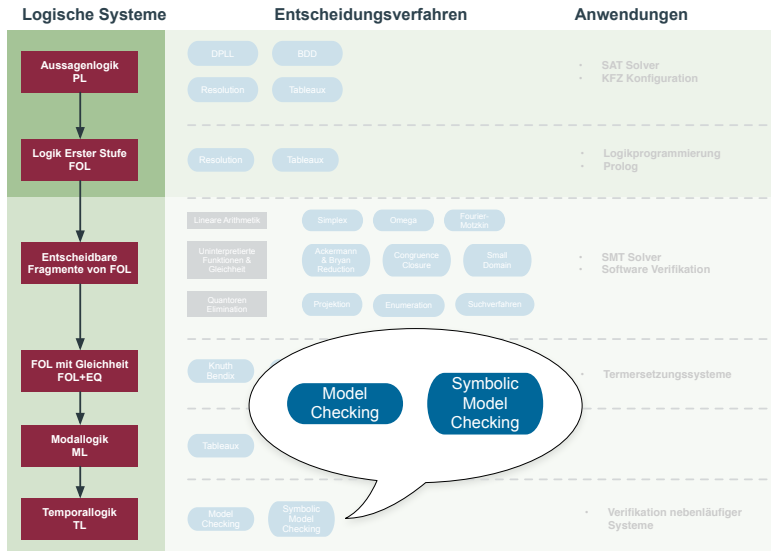 Logische Systeme
Entscheidungsverfahren
Anwendungen
Aussagenlogik
PL
DPLL
BDD
Resolution
Tableaux
• SAT Solver
• KFZ Konfiguration
Logik Erster Stufe
FOL
Resolution
Tableaux
• Logikprogrammierung
• Prolog
Entscheidbare
Fragmente von FOL
Lineare Arithmetik
Simplex
Omega
Fourier-
Motzkin
Uninterpretierte
Funktionen &
Gleichheit
Ackermann
& Bryan
Reduction
Congruence
Closure
Small
Domain
Quantoren
Elimination
Projektion
Enumeration
Suchverfahren
• SMT Solver
• Software Verifikation
FOL mit Gleichheit
FOL+EQ
Knuth
Bendix
• Termersetzungssysteme
Model
Checking
Symbolic
Model
Checking
Modallogik
ML
Tableaux
Temporallogik
TL
Model
Checking
Symbolic
Model
Checking
• Verifikation nebenläufiger
Systeme